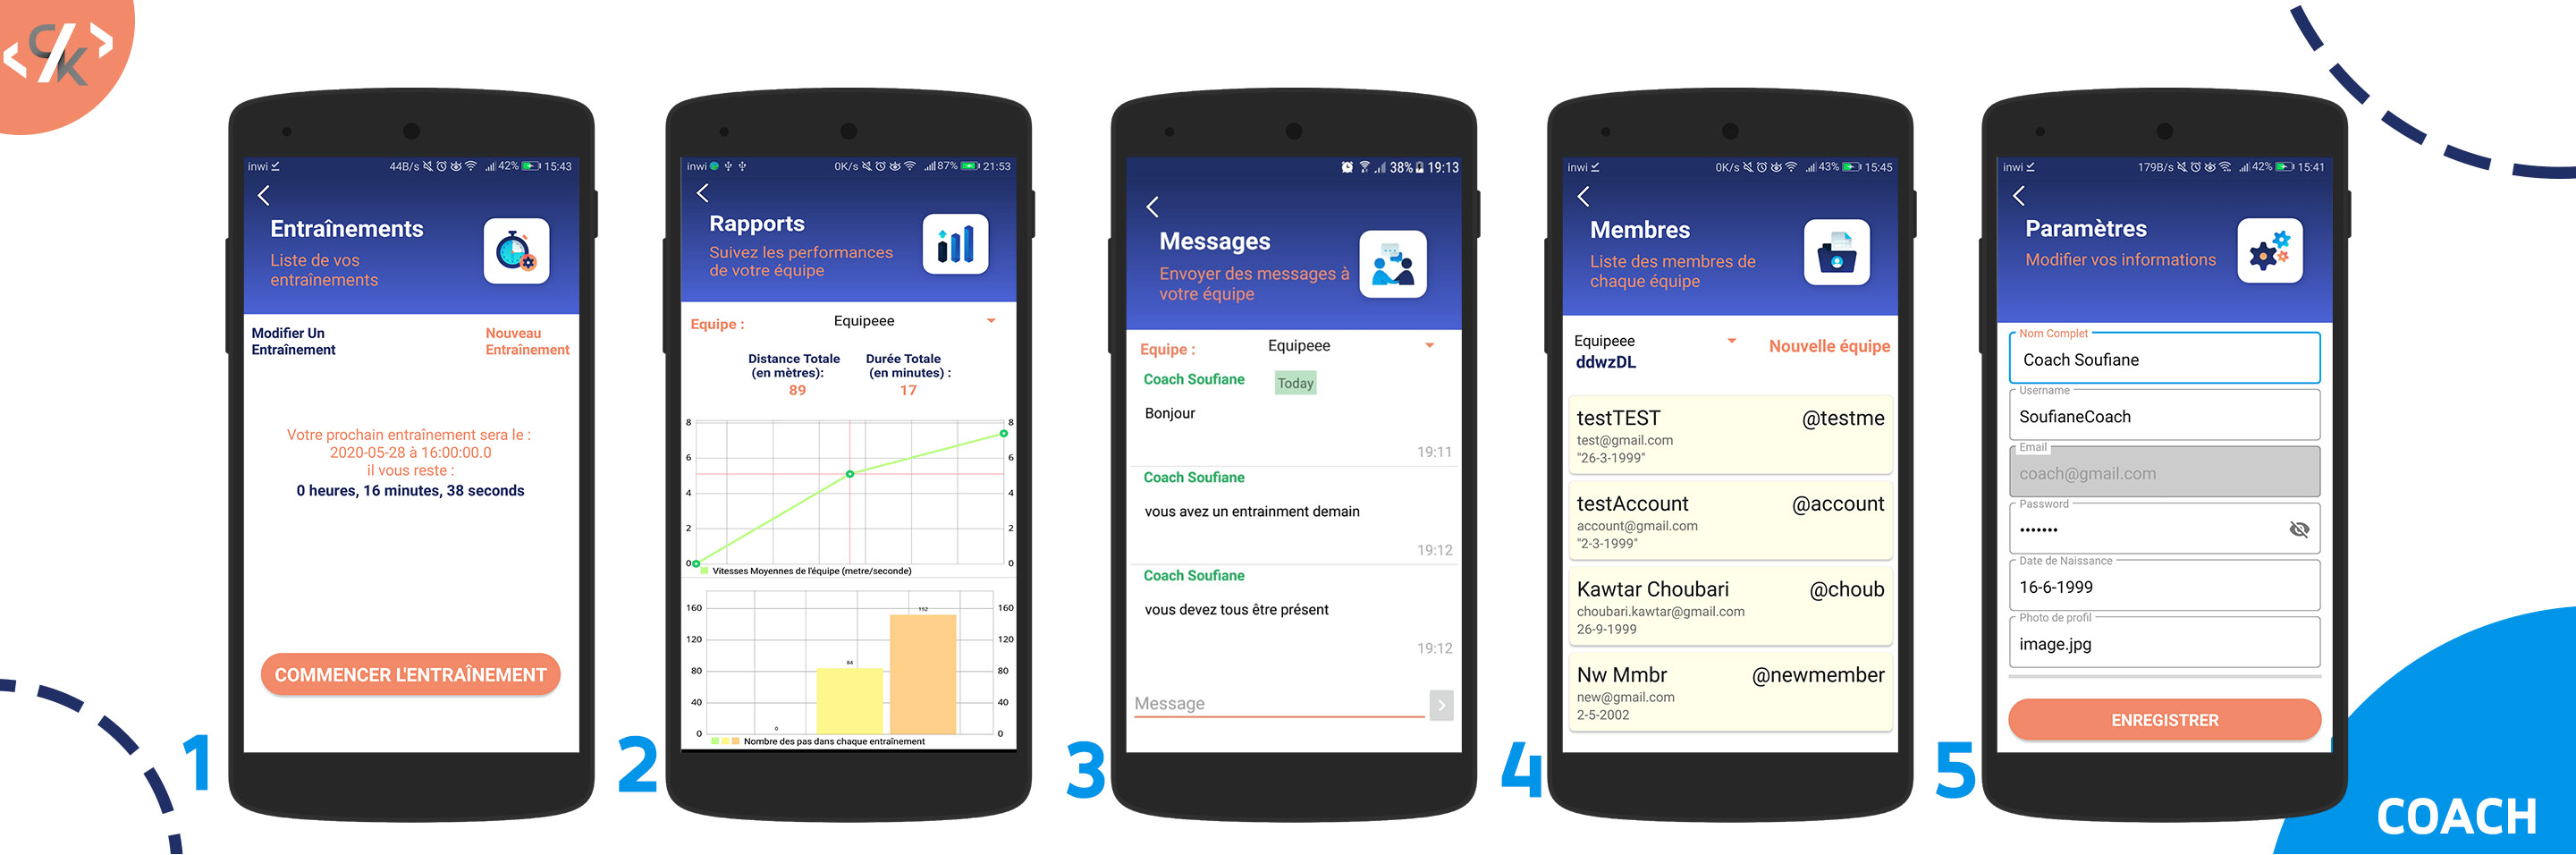 CK
inwi
44B/s
42%
15:43
Entraînements
Liste de vos
entraînements
Modifier Un
Entraînement
Nouveau
Entraînement
Votre prochain entraînement sera le :
2020-05-28 à 16:00:00.0
il vous reste :
0 heures, 16 minutes, 38 seconds
COMMENCER L'ENTRAÎNEMENT
1
inwi
0K/s
87%
21:53
Rapports
Suivez les performances
de votre équipe
Equipe :
Equipeee
Distance Totale
(en mètres):
89
Durée Totale
(en minutes) :
17
8
8
6
6
4
4
2
2
0
0
Vitesses Moyennes de l'équipe (metre/seconde)
160
152
160
120
120
80
84
80
40
40
0
0
0
Nombre des pas dans chaque entraînement
2
38%
19:13
Messages
Envoyer des messages à
votre équipe
Equipe :
Equipeee
Coach Soufiane
Today
Bonjour
19:11
Coach Soufiane
vous avez un entrainment demain
19:12
Coach Soufiane
vous devez tous être présent
19:12
Message
3
inwi
0K/s
43%
15:45
Membres
Liste des membres de
chaque équipe
Equipeee
ddwzDL
Nouvelle équipe
testTEST
@testme
test@gmail.com
"26-3-1999"
testAccount
@account
account@gmail.com
"2-3-1999"
Kawtar Choubari
@choub
choubari.kawtar@gmail.com
26-9-1999
Nw Mmbr
@newmember
new@gmail.com
2-5-2002
4
inwi
179B/s
42%
15:41
Paramètres
Modifier vos informations
Nom Complet
Coach Soufiane
Username
SoufianeCoach
Email
coach@gmail.com
Password
•••••••
Date de Naissance
16-6-1999
Photo de profil
image.jpg
ENREGISTRER
5
COACH